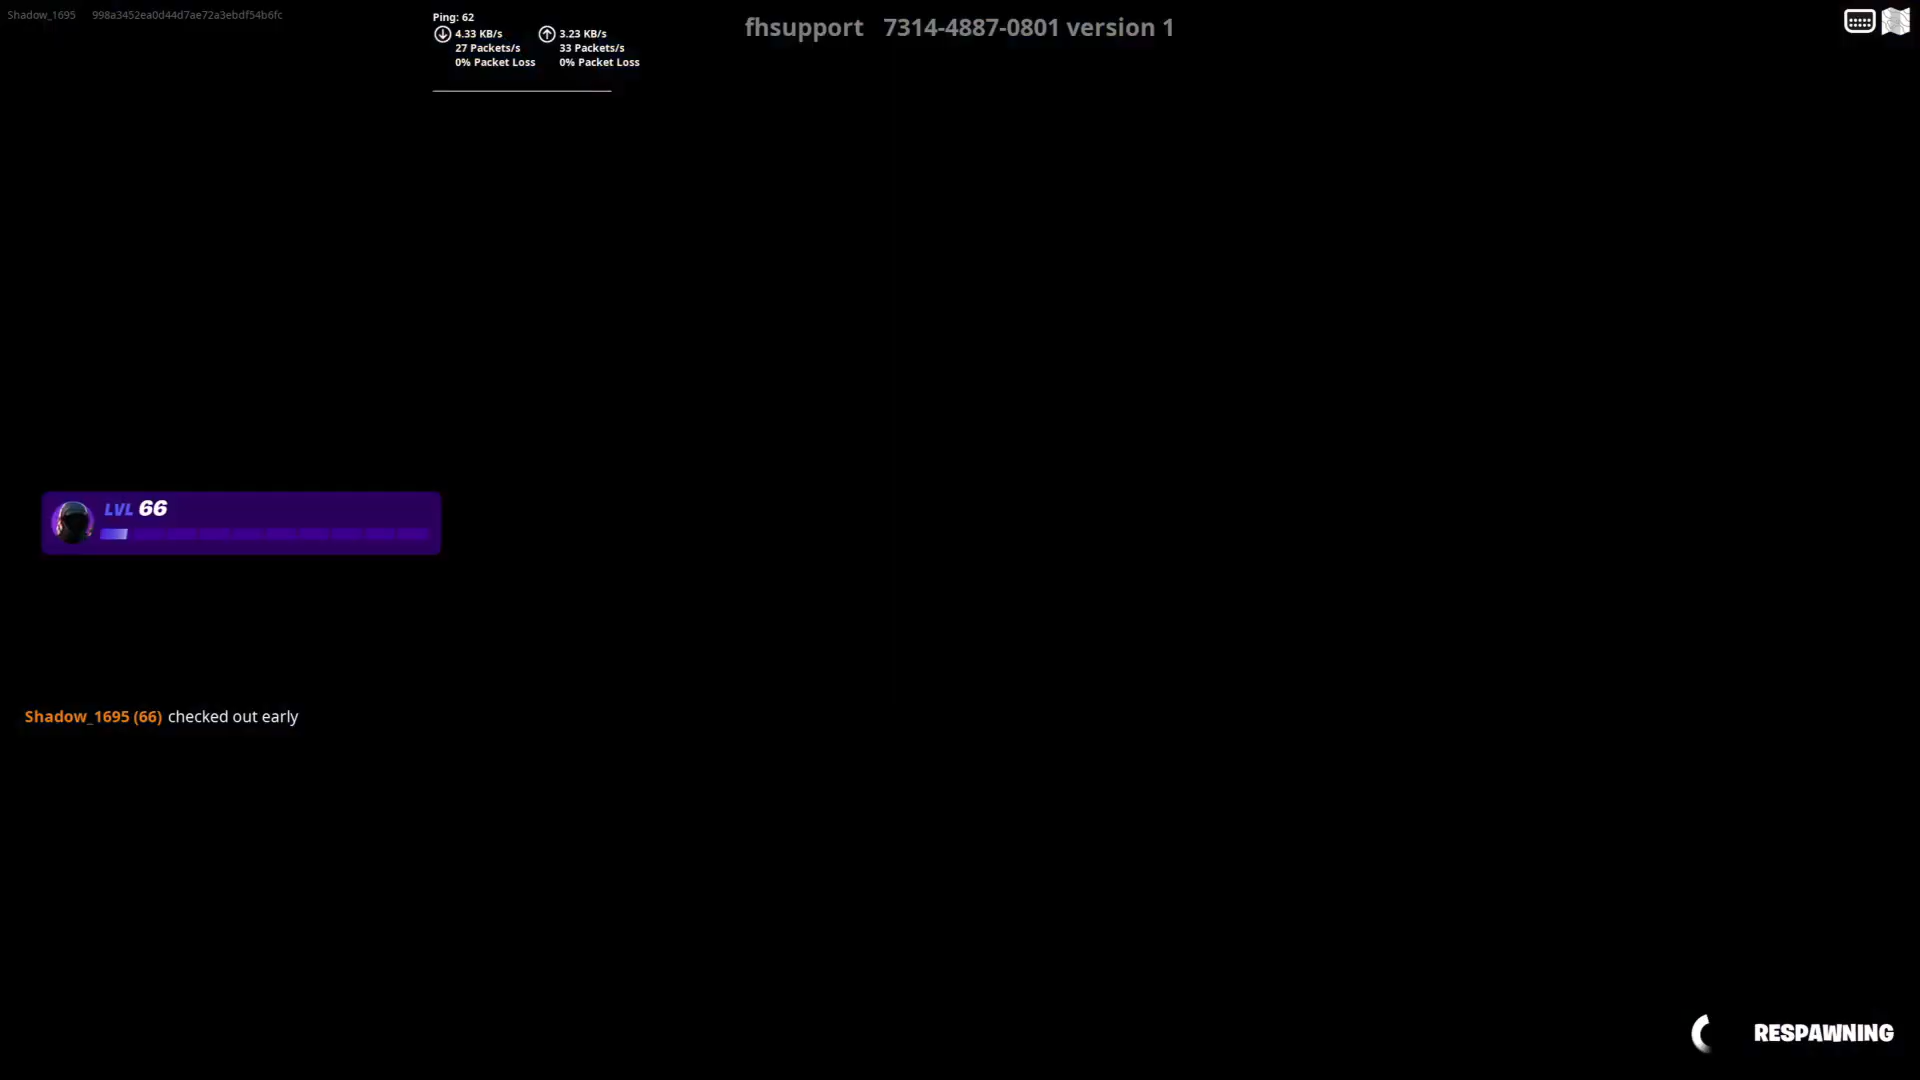 Shadow_1695 998a3452ea0d44d7ae72a3ebdf54b6fc
Ping: 62
4.33 KB/s 3.23 KB/s
27 Packets/s 33 Packets/s
0% Packet Loss 0% Packet Loss
fhsupport 7314-4887-0801 version 1
LVL 66
Shadow_1695 (66) checked out early
RESPAWNING